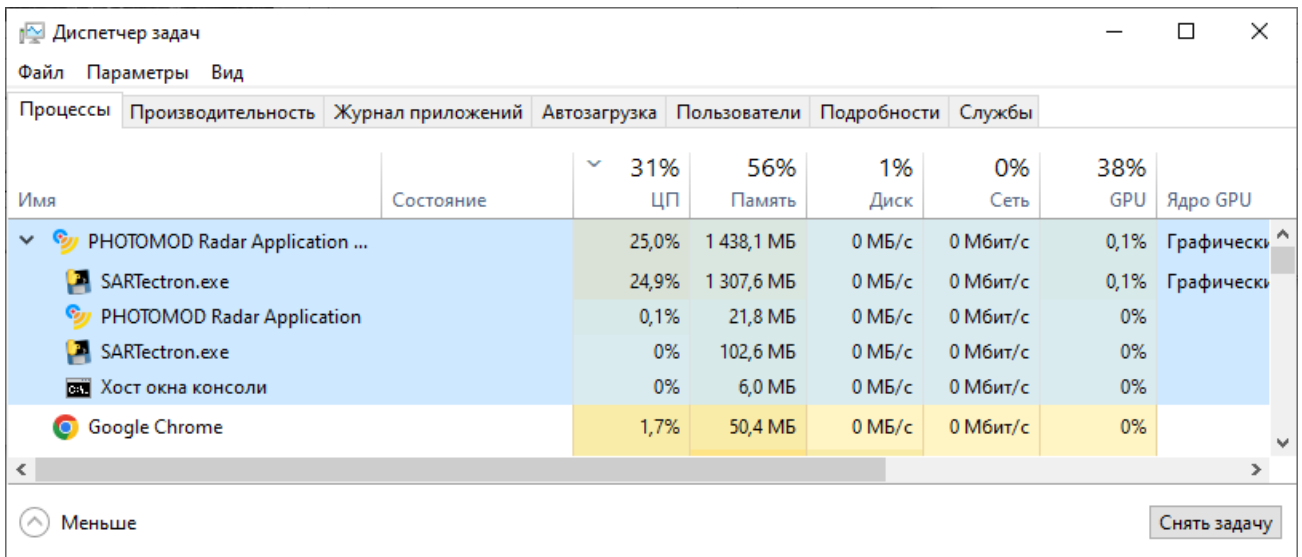 Диспетчер задач
Файл Параметры Вид
Процессы Производительность Журнал приложений Автозагрузка Пользователи Подробности Службы
31% 56% 1% 0% 38%
Имя Состояние ЦП Память Диск Сеть GPU Ядро GPU
PHOTOMOD Radar Application ... 25,0% 1 438,1 МБ 0 МБ/с 0 Мбит/с 0,1% Графически
SARTectron.exe 24,9% 1 307,6 МБ 0 МБ/с 0 Мбит/с 0,1% Графически
PHOTOMOD Radar Application 0,1% 21,8 МБ 0 МБ/с 0 Мбит/с 0%
SARTectron.exe 0% 102,6 МБ 0 МБ/с 0 Мбит/с 0%
Хост окна консоли 0% 6,0 МБ 0 МБ/с 0 Мбит/с 0%
Google Chrome 1,7% 50,4 МБ 0 МБ/с 0 Мбит/с 0%
Меньше Снять задачу